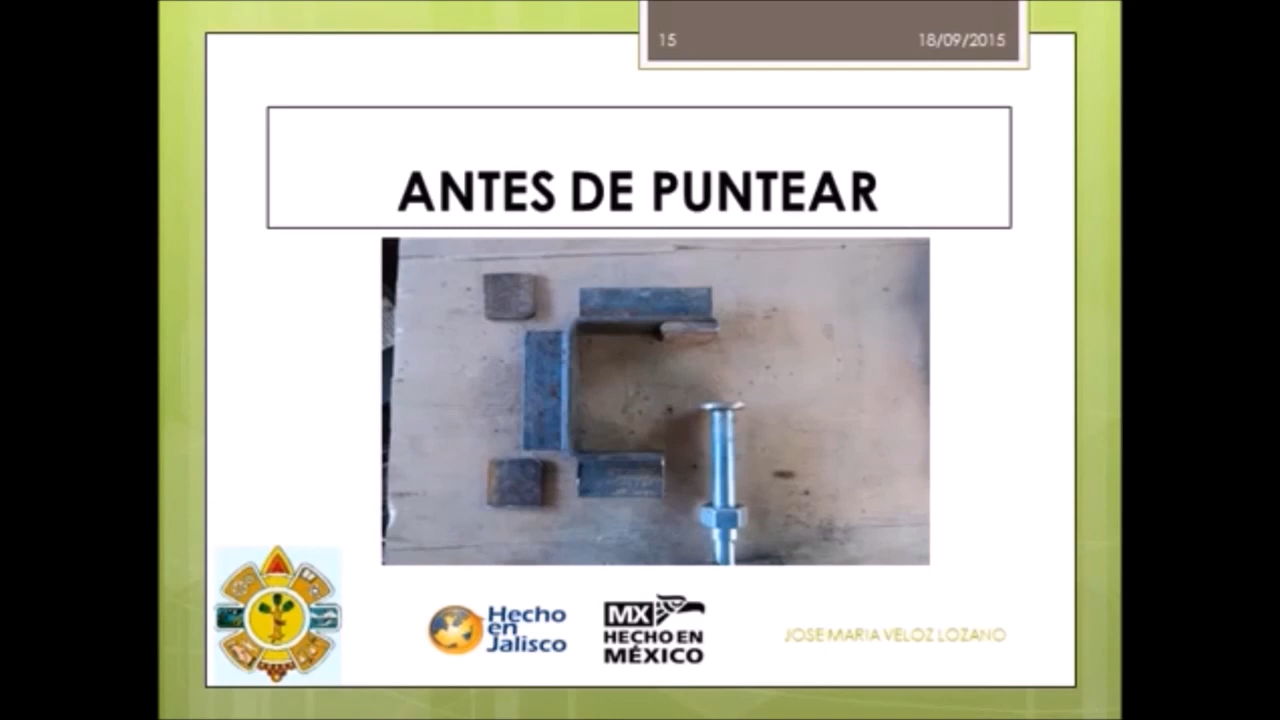 15
18/09/2015
ANTES DE PUNTEAR
Hecho
en
Jalisco
MX
HECHO EN
MÉXICO
JOSE MARIA VELOZ LOZANO